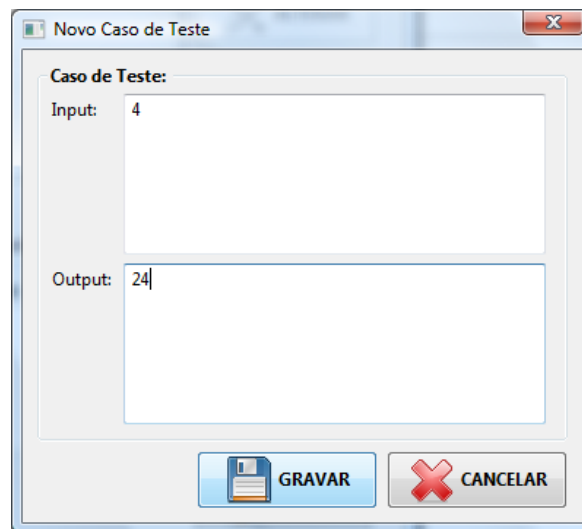 Novo Caso de Teste
Caso de Teste:
Input: 4
Output: 24
GRAVAR CANCELAR